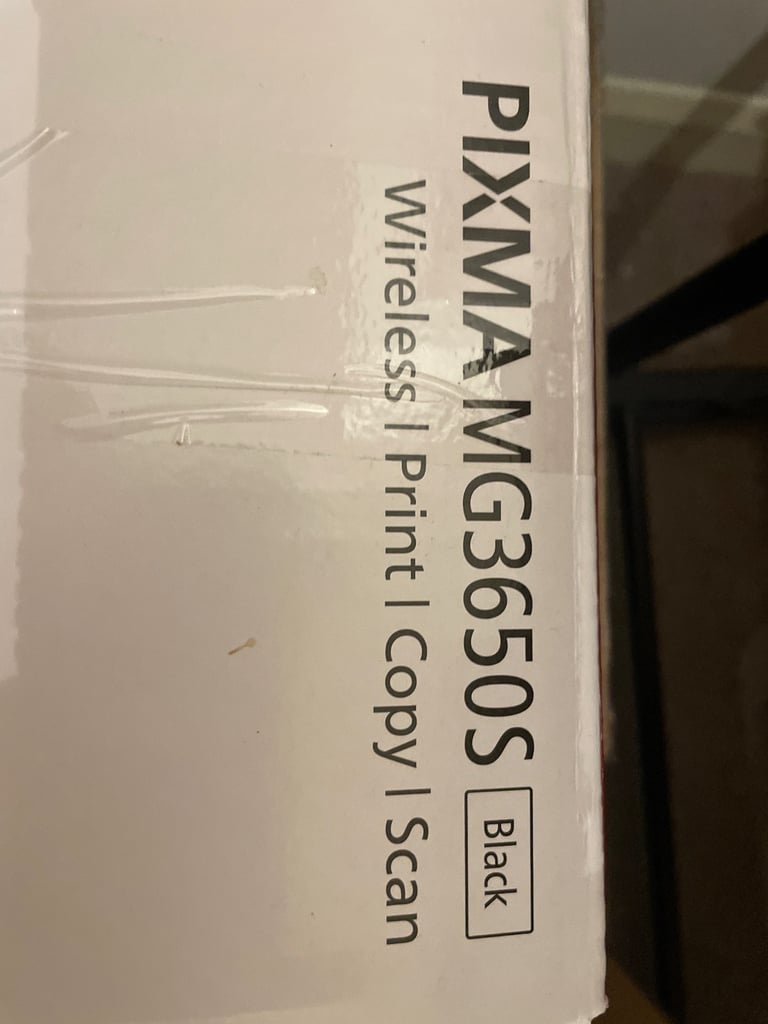 PIXMA MG3650S Black
Wireless | Print | Copy | Scan